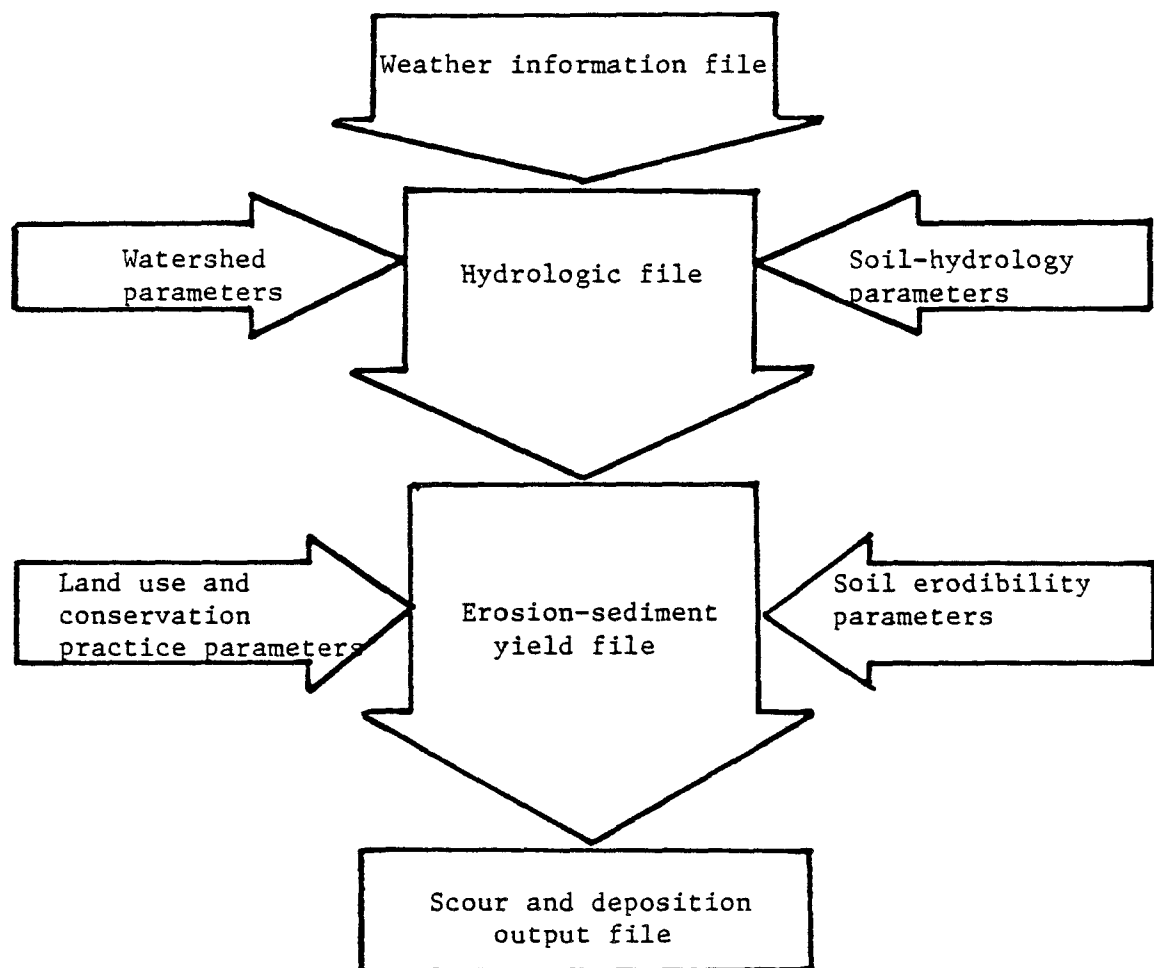 Weather information file
Watershed
parameters
Hydrologic file
Soil-hydrology
parameters
Land use and
conservation
practice parameters
Erosion-sediment
yield file
Soil erodibility
parameters
Scour and deposition
output file